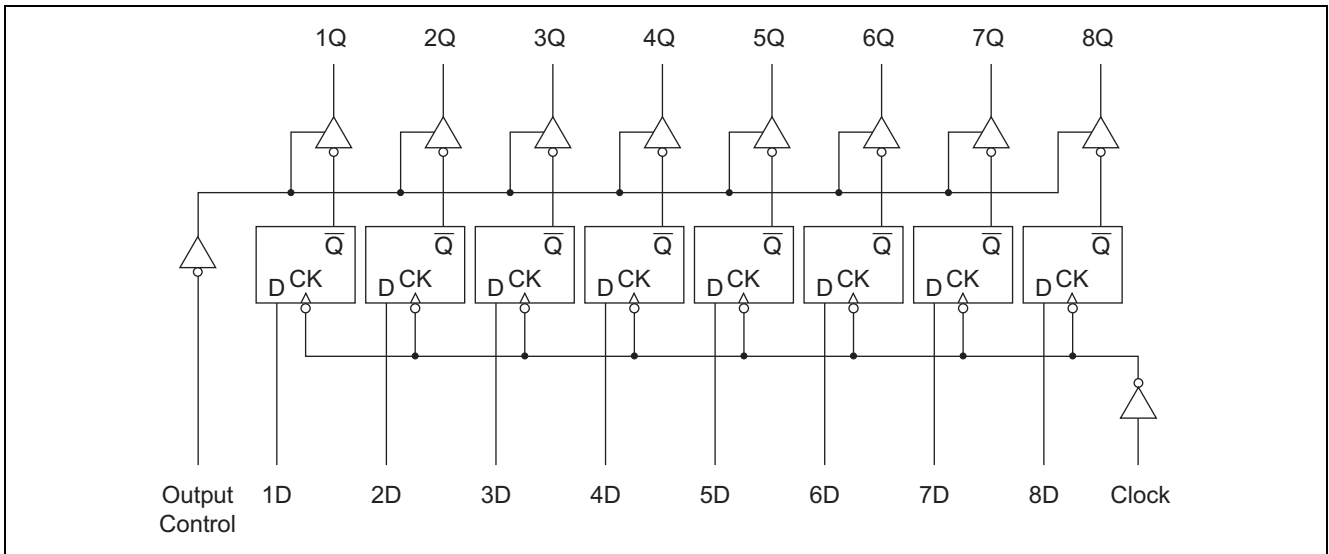 1Q 2Q 3Q 4Q 5Q 6Q 7Q 8Q
Q̅ Q̅ Q̅ Q̅ Q̅ Q̅ Q̅ Q̅
D CK D CK D CK D CK D CK D CK D CK D CK
Output Control 1D 2D 3D 4D 5D 6D 7D 8D Clock